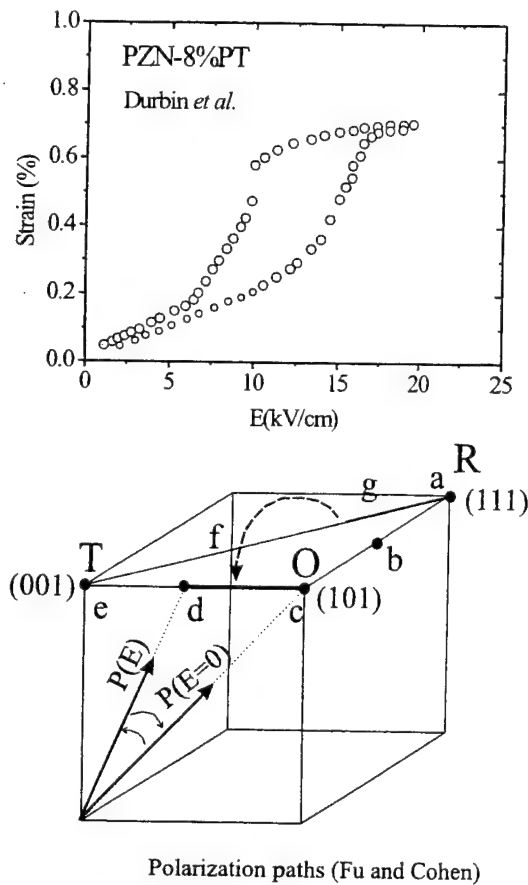 1.0
PZN-8%PT
0.8
Durbin et al.
0.6
Strain (%)
0.4
0.2
0.0
0 5 10 15 20 25
E(kV/cm)
R
a
(111)
g
f
b
T
O
(001)
(101)
e
d
c
P(E)
P(E=0)
Polarization paths (Fu and Cohen)